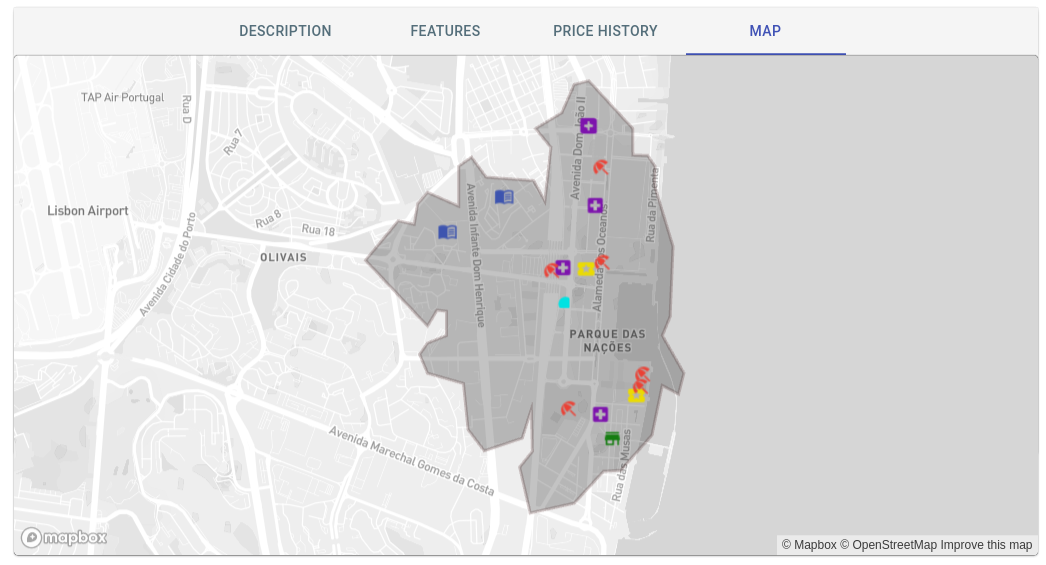 DESCRIPTION FEATURES PRICE HISTORY MAP
TAP Air Portugal
Rua D
Rua 7
Avenida Dom João II
Lisbon Airport
Rua 8
Rua 18
OLIVAIS
Avenida Cidade do Porto
Avenida Infante Dom Henrique
Rua da Pimenta
Alameda dos Oceanos
PARQUE DAS
NAÇÕES
Avenida Marechal Gomes da Costa
Rua das Musas
mapbox
© Mapbox © OpenStreetMap Improve this map